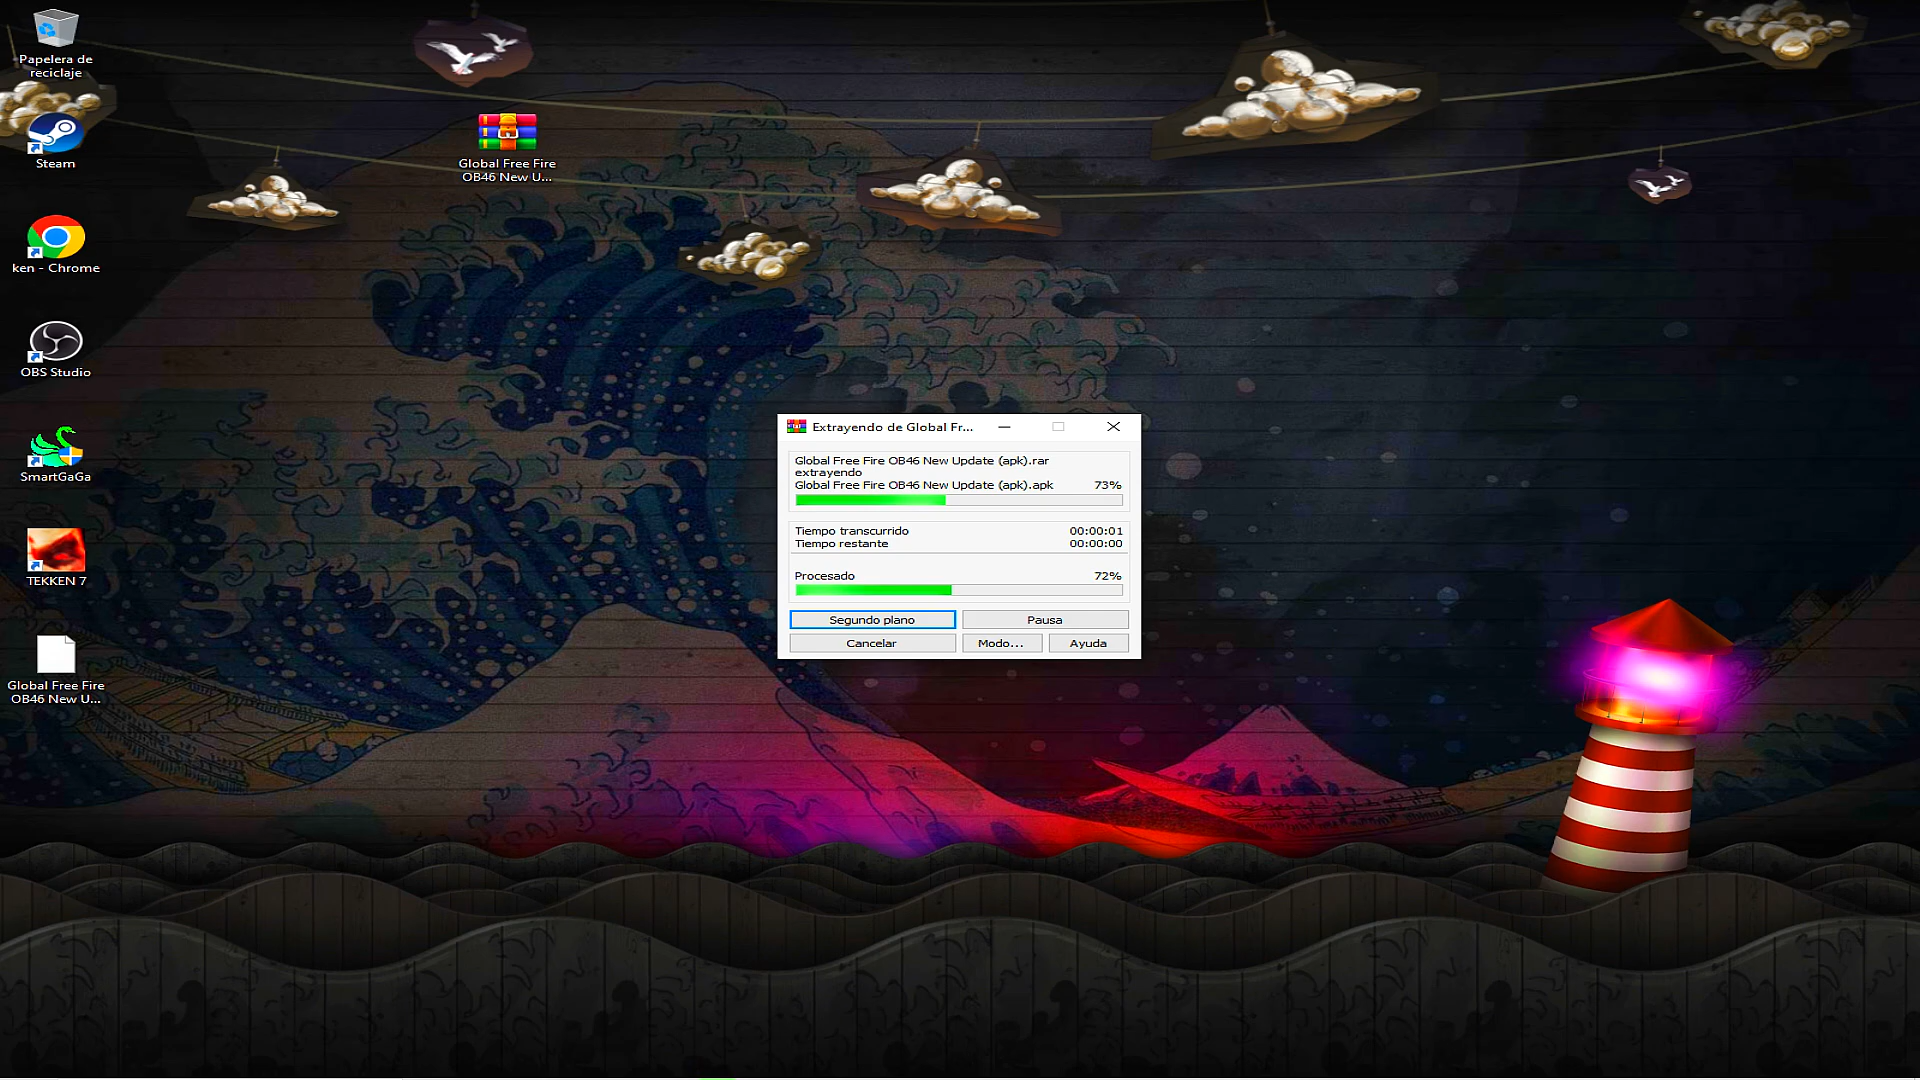 Papelera de
reciclaje
Steam
ken - Chrome
OBS Studio
SmartGaGa
TEKKEN 7
Global Free Fire
OB46 New U...
Global Free Fire
OB46 New U...
Extrayendo de Global Fr...
Global Free Fire OB46 New Update (apk).rar
extrayendo
Global Free Fire OB46 New Update (apk).apk 73%
Tiempo transcurrido 00:00:01
Tiempo restante 00:00:00
Procesado 72%
Segundo plano Pausa
Cancelar Modo... Ayuda